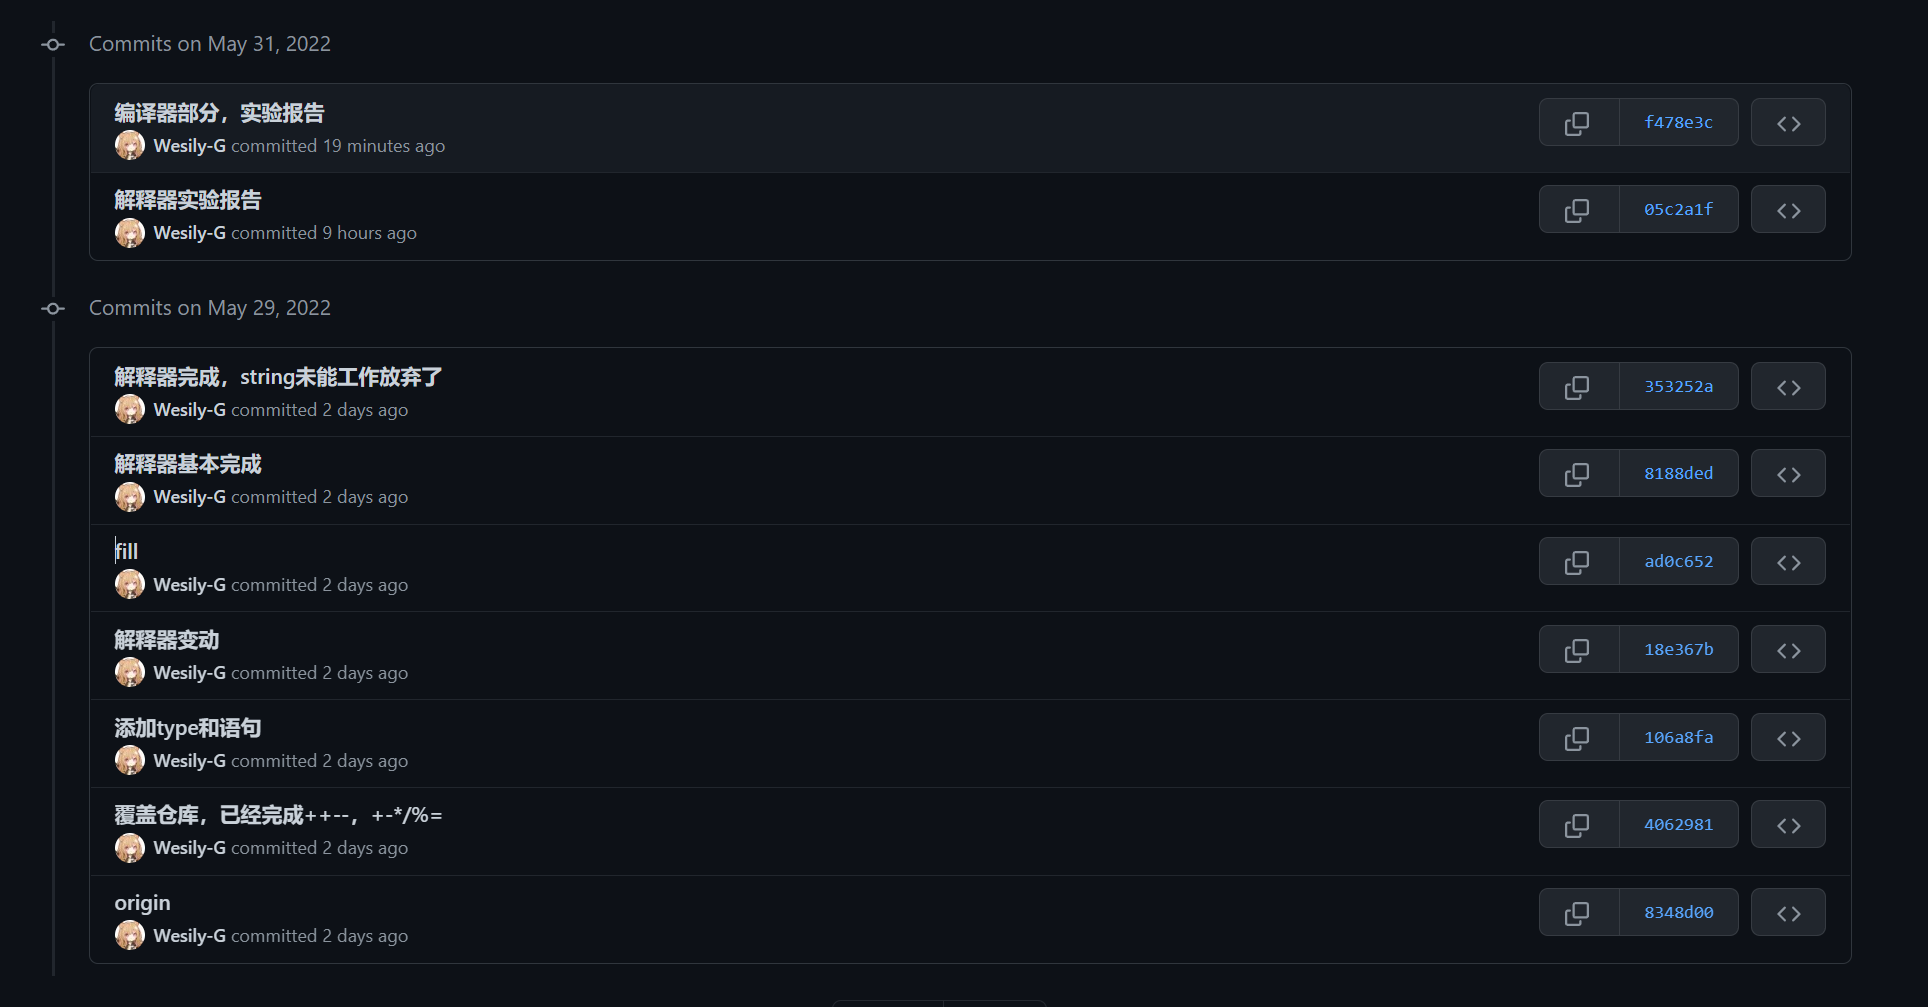 Commits on May 31, 2022
编译器部分，实验报告
f478e3c
Wesily-G committed 19 minutes ago
解释器实验报告
05c2a1f
Wesily-G committed 9 hours ago
Commits on May 29, 2022
解释器完成，string未能工作放弃了
353252a
Wesily-G committed 2 days ago
解释器基本完成
8188ded
Wesily-G committed 2 days ago
fill
ad0c652
Wesily-G committed 2 days ago
解释器变动
18e367b
Wesily-G committed 2 days ago
添加type和语句
106a8fa
Wesily-G committed 2 days ago
覆盖仓库，已经完成++--，+-*/%=
4062981
Wesily-G committed 2 days ago
origin
8348d00
Wesily-G committed 2 days ago